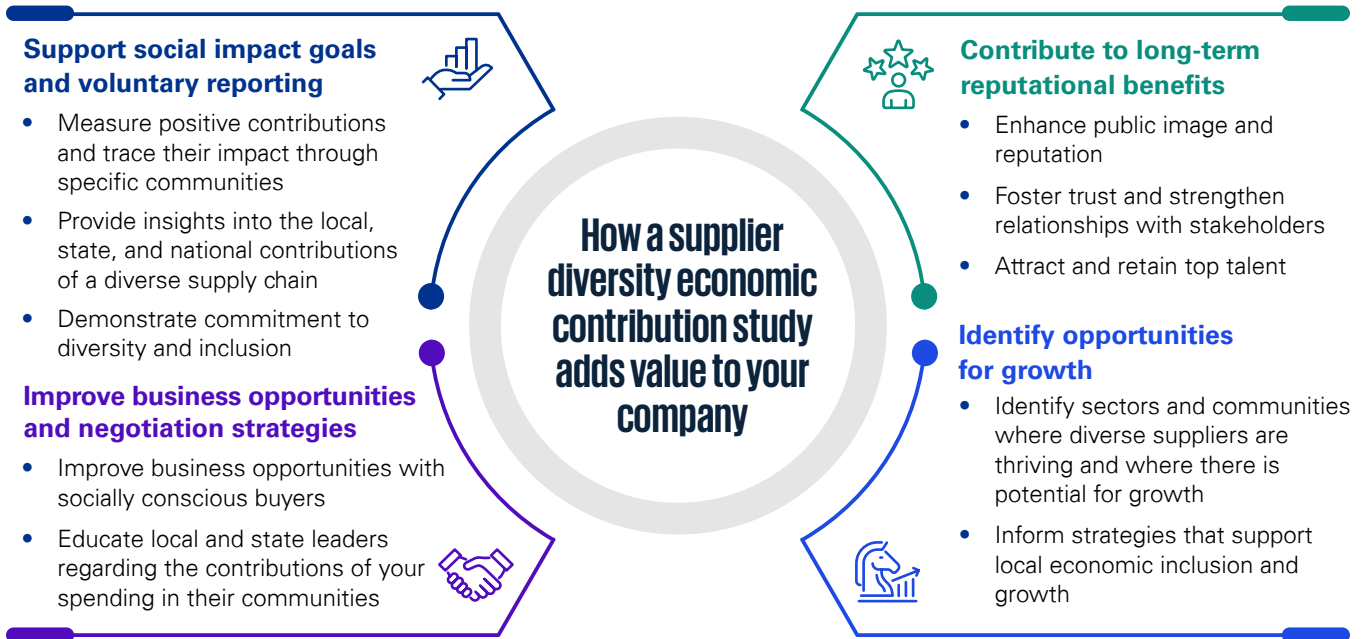 Support social impact goals
and voluntary reporting
• Measure positive contributions
and trace their impact through
specific communities
• Provide insights into the local,
state, and national contributions
of a diverse supply chain
• Demonstrate commitment to
diversity and inclusion
Improve business opportunities
and negotiation strategies
• Improve business opportunities with
socially conscious buyers
• Educate local and state leaders
regarding the contributions of your
spending in their communities
How a supplier
diversity economic
contribution study
adds value to your
company
Contribute to long-term
reputational benefits
• Enhance public image and
reputation
• Foster trust and strengthen
relationships with stakeholders
• Attract and retain top talent
Identify opportunities
for growth
• Identify sectors and communities
where diverse suppliers are
thriving and where there is
potential for growth
• Inform strategies that support
local economic inclusion and
growth